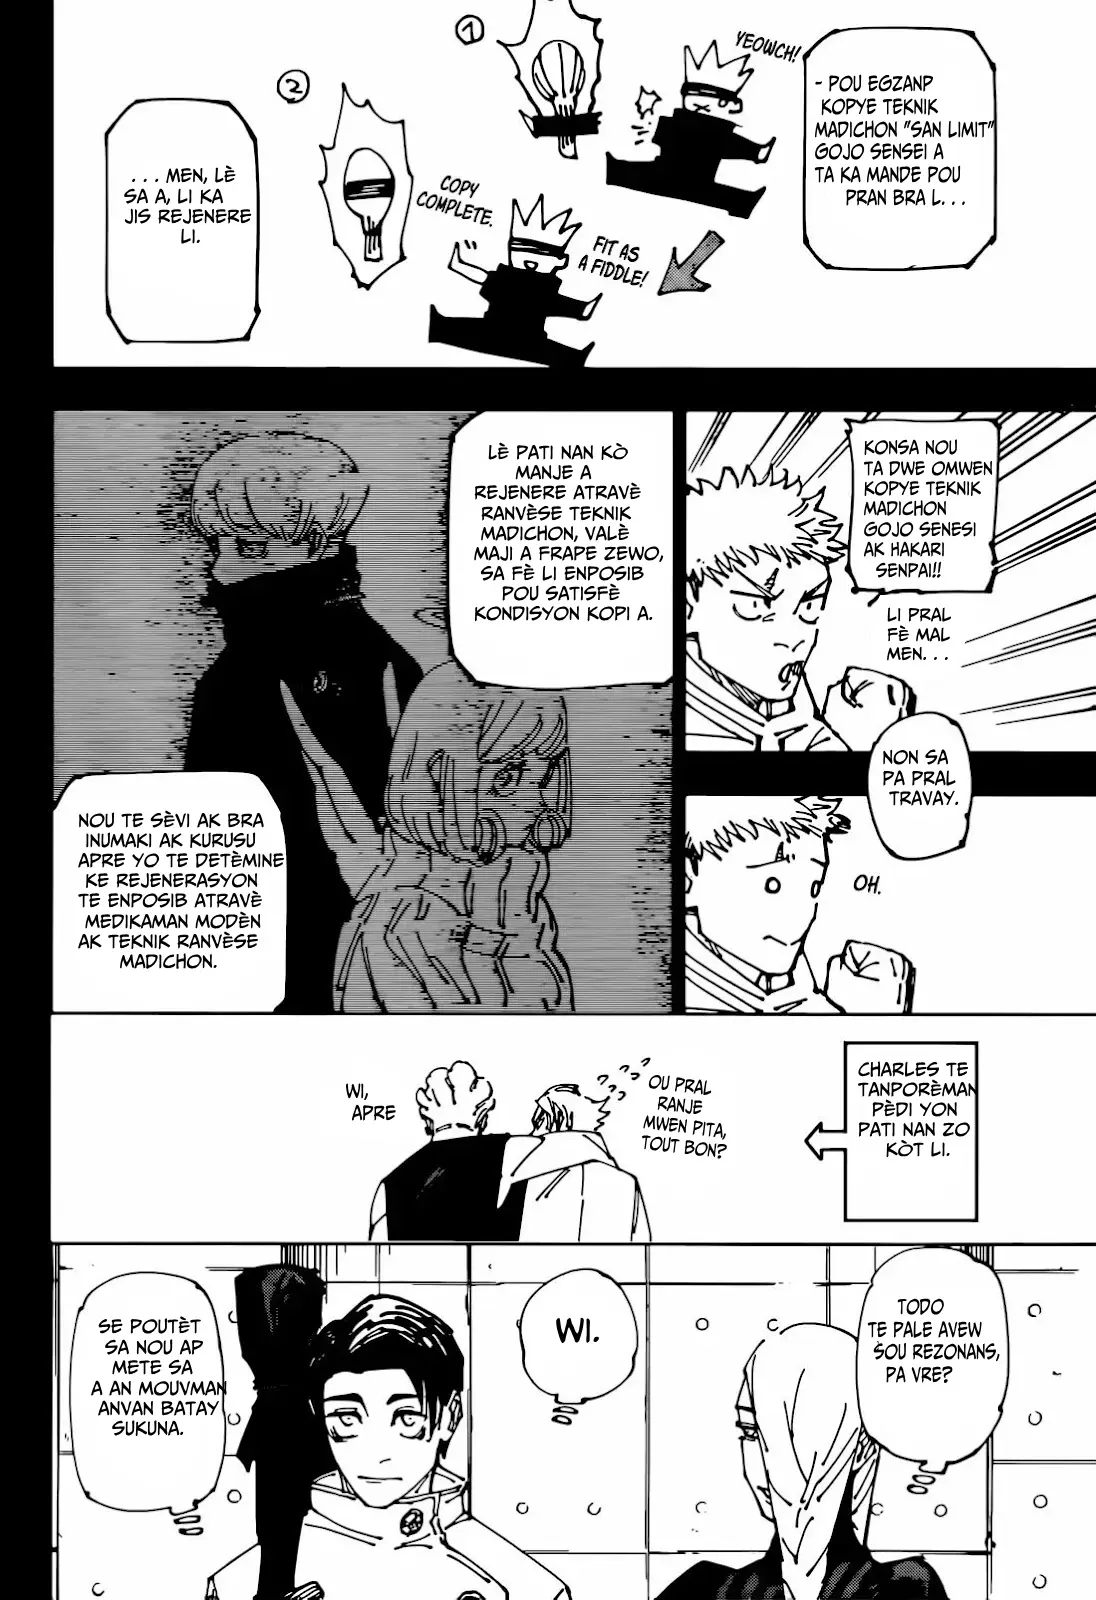 - POU EGZANP
KOPYE TEKNIK
MADICHON "SAN LIMIT"
GOJO SENSEI A
TA KA MANDE POU
PRAN BRA L. . .
①
YEOWCH!
②
COPY
COMPLETE.
FIT AS
A FIDDLE!
. . . MEN, LÈ
SA A, LI KA
JIS REJENERE
LI.
KONSA NOU
TA DWE OMWEN
KOPYE TEKNIK
MADICHON
GOJO SENESI
AK HAKARI
SENPAI!!
LI PRAL
FÈ MAL
MEN. . .
LÈ PATI NAN KÒ
MANJE A
REJENERE ATRAVÈ
RANVÈSE TEKNIK
MADICHON, VALÈ
MAJI A FRAPE ZEWO,
SA FÈ LI ENPOSIB
POU SATISFÈ
KONDISYON KOPI A.
NON SA
PA PRAL
TRAVAY.
OH.
NOU TE SÈVI AK BRA
INUMAKI AK KURUSU
APRE YO TE DETÈMINE
KE REJENERASYON
TE ENPOSIB ATRAVÈ
MEDIKAMAN MODÈN
AK TEKNIK RANVÈSE
MADICHON.
CHARLES TE
TANPORÈMAN
PÈDI YON
PATI NAN ZO
KÒT LI.
OU PRAL
RANJE
MWEN PITA,
TOUT BON?
WI,
APRE
TODO
TE PALE AVEW
SOU REZONANS,
PA VRE?
WI.
SE POUTÈT
SA NOU AP
METE SA
A AN MOUVMAN
ANVAN BATAY
SUKUNA.